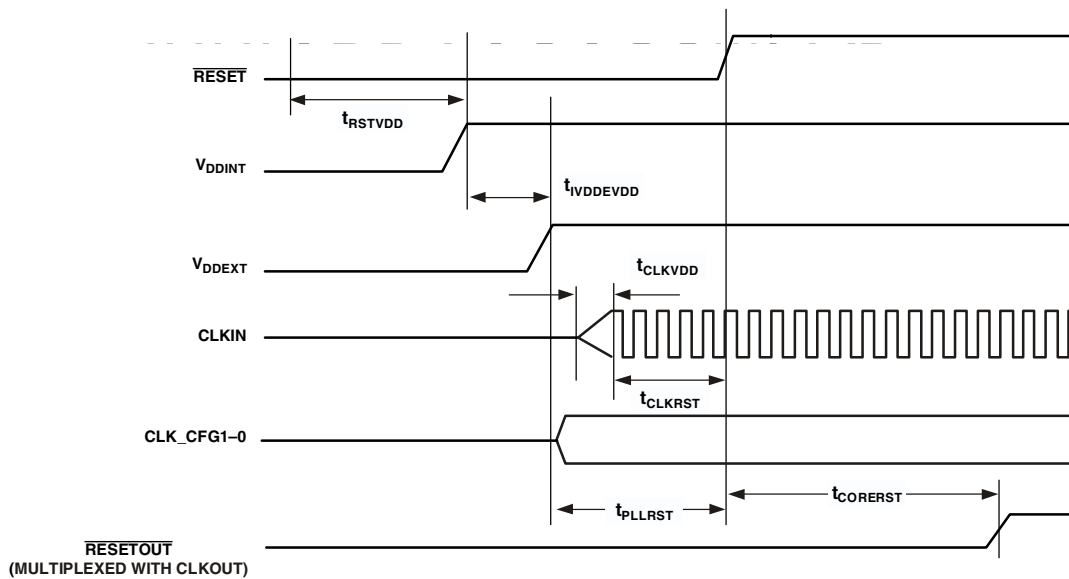 RESET
tRSTVDD
VDDINT
tIVDDEVDD
VDDEXT
tCLKVDD
CLKIN
tCLKRST
CLK_CFG1–0
tCORERST
tPLLRST
RESETOUT
(MULTIPLEXED WITH CLKOUT)